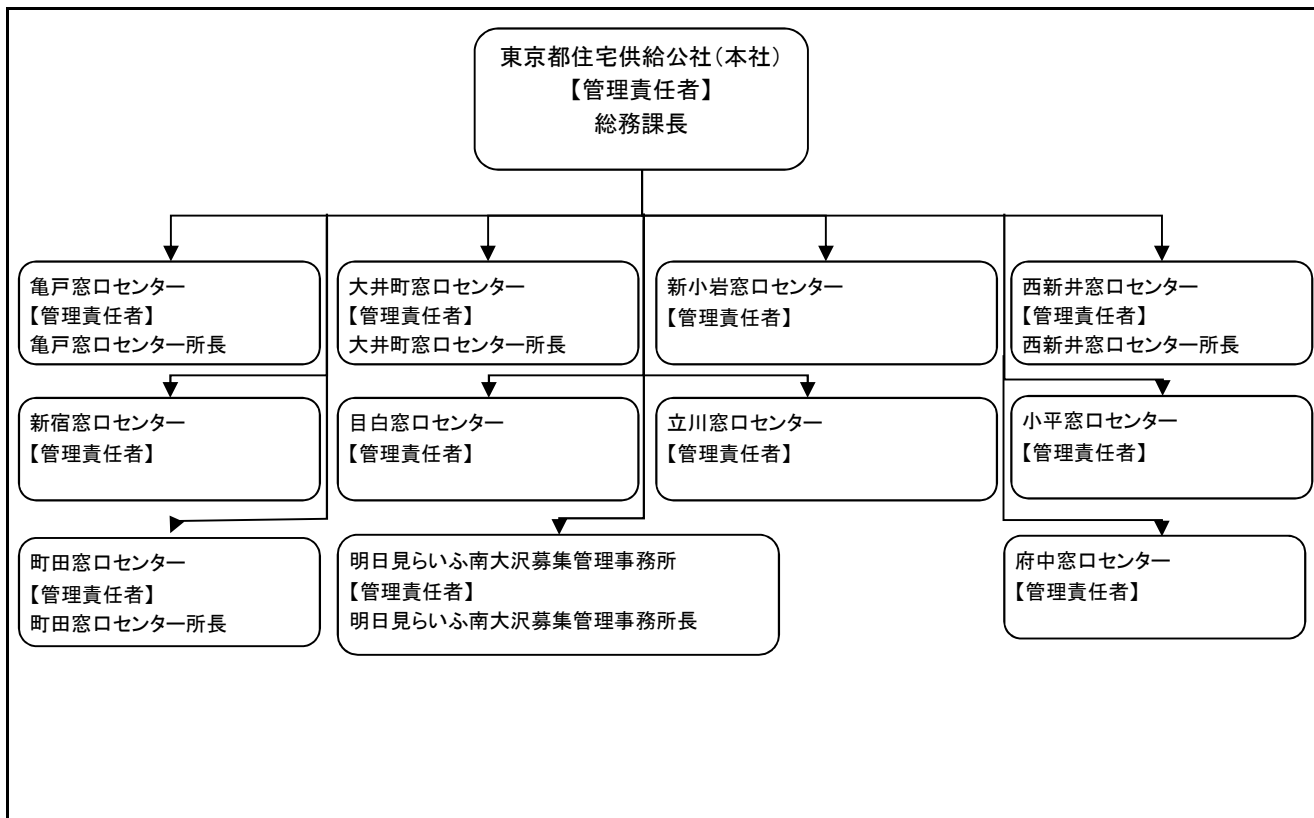 東京都住宅供給公社（本社）
【管理責任者】
総務課長
亀戸窓口センター
【管理責任者】
亀戸窓口センター所長
大井町窓口センター
【管理責任者】
大井町窓口センター所長
新小岩窓口センター
【管理責任者】
西新井窓口センター
【管理責任者】
西新井窓口センター所長
新宿窓口センター
【管理責任者】
目白窓口センター
【管理責任者】
立川窓口センター
【管理責任者】
小平窓口センター
【管理責任者】
町田窓口センター
【管理責任者】
町田窓口センター所長
明日見らいふ南大沢募集管理事務所
【管理責任者】
明日見らいふ南大沢募集管理事務所長
府中窓口センター
【管理責任者】